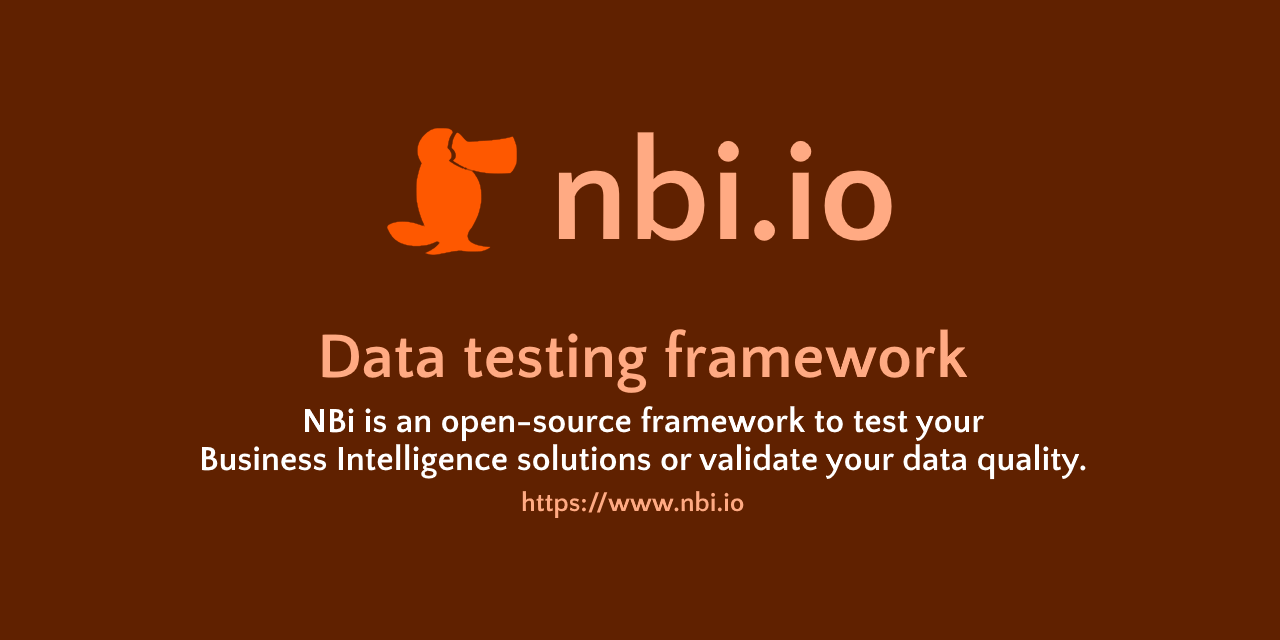 nbi.io
Data testing framework
NBi is an open-source framework to test your
Business Intelligence solutions or validate your data quality.
https://www.nbi.io